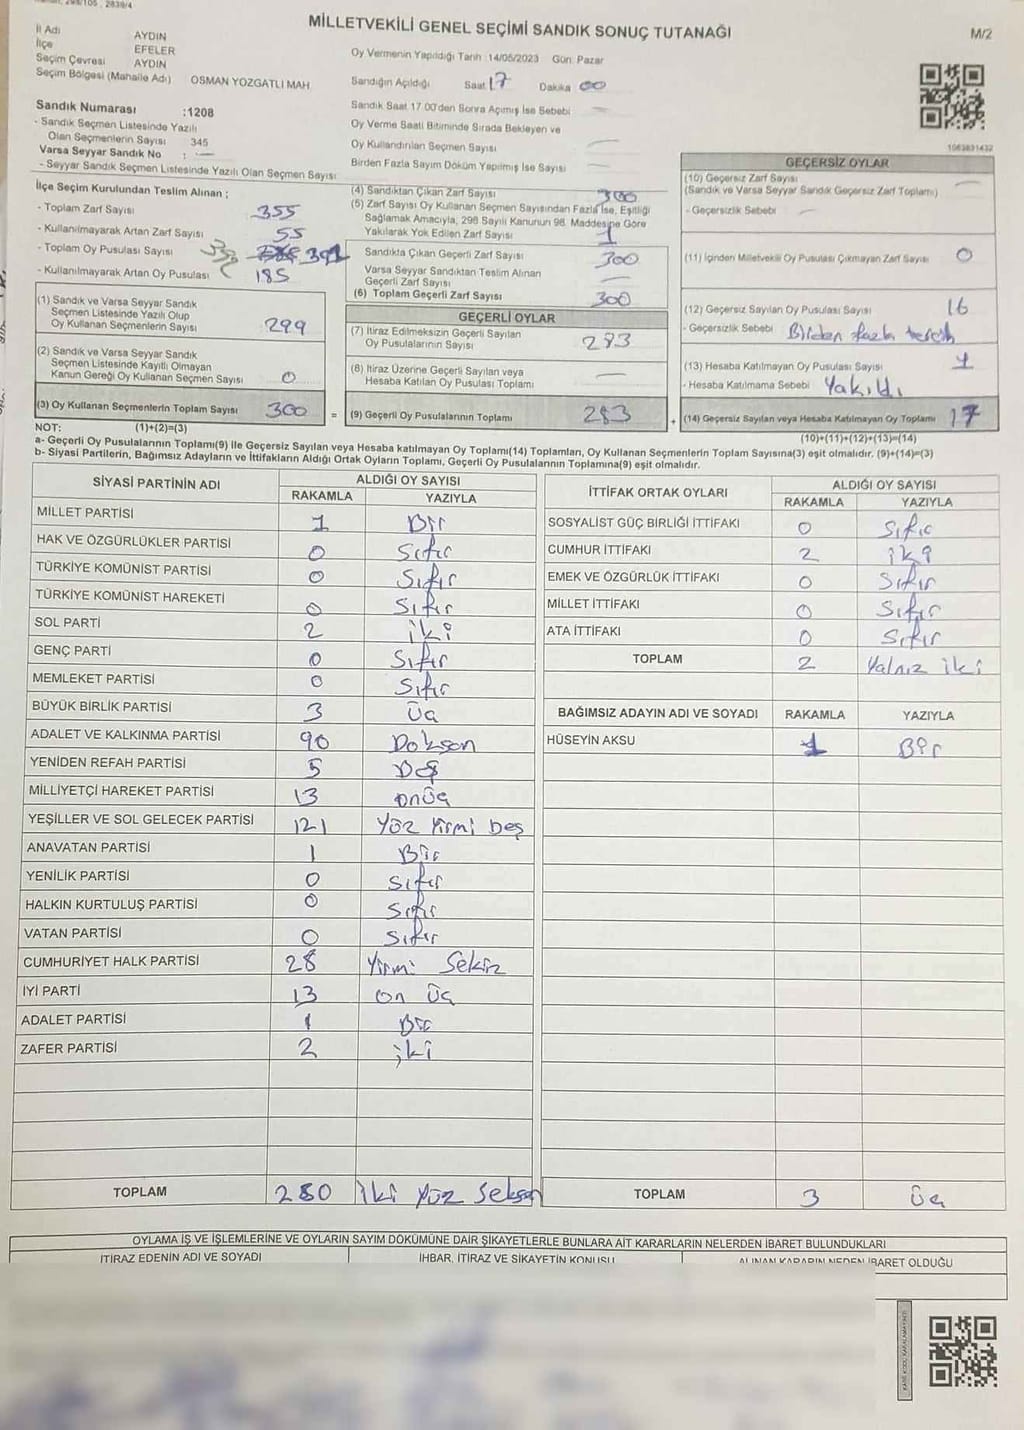 MİLLETVEKİLİ GENEL SEÇİMİ SANDIK SONUÇ TUTANAĞI
M/2
İl Adı AYDIN
İlçe EFELER
Seçim Çevresi AYDIN
Seçim Bölgesi (Mahalle Adı) OSMAN YOZGATLI MAH.
Sandık Numarası :1208
- Sandık Seçmen Listesinde Yazılı
Olan Seçmenlerin Sayısı 345
Varsa Seyyar Sandık No : —
- Seyyar Sandık Seçmen Listesinde Yazılı Olan Seçmen Sayısı
Oy Vermenin Yapıldığı Tarih :14/05/2023 Gün: Pazar
Sandığın Açıldığı Saat 17 Dakika 00
Sandık Saat 17.00'den Sonra Açılmış İse Sebebi —
Oy Verme Saati Bitiminde Sırada Bekleyen ve
Oy Kullandırılan Seçmen Sayısı —
Birden Fazla Sayım Döküm Yapılmış İse Sayısı —
1063831432
İlçe Seçim Kurulundan Teslim Alınan :
- Toplam Zarf Sayısı 355
- Kullanılmayarak Artan Zarf Sayısı 55
- Toplam Oy Pusulası Sayısı
- Kullanılmayarak Artan Oy Pusulası 185
(1) Sandık ve Varsa Seyyar Sandık
Seçmen Listesinde Yazılı Olup
Oy Kullanan Seçmenlerin Sayısı 299
(2) Sandık ve Varsa Seyyar Sandık
Seçmen Listesinde Kayıtlı Olmayan
Kanun Gereği Oy Kullanan Seçmen Sayısı 0
(3) Oy Kullanan Seçmenlerin Toplam Sayısı 300
(1)+(2)=(3)
(4) Sandıktan Çıkan Zarf Sayısı 300
(5) Zarf Sayısı Oy Kullanan Seçmen Sayısından Fazla İse, Eşitliği
Sağlamak Amacıyla, 298 Sayılı Kanunun 98. Maddesine Göre
Yakılarak Yok Edilen Zarf Sayısı 1
Sandıkta Çıkan Geçerli Zarf Sayısı 300
Varsa Seyyar Sandıktan Teslim Alınan
Geçerli Zarf Sayısı —
(6) Toplam Geçerli Zarf Sayısı 300
GEÇERLİ OYLAR
(7) İtiraz Edilmeksizin Geçerli Sayılan
Oy Pusulalarının Sayısı 283
(8) İtiraz Üzerine Geçerli Sayılan veya
Hesaba Katılan Oy Pusulası Toplamı —
= (9) Geçerli Oy Pusulalarının Toplamı 283
GEÇERSİZ OYLAR
(10) Geçersiz Zarf Sayısı
(Sandık ve Varsa Seyyar Sandık Geçersiz Zarf Toplamı) —
- Geçersizlik Sebebi —
(11) İçinden Milletvekili Oy Pusulası Çıkmayan Zarf Sayısı 0
(12) Geçersiz Sayılan Oy Pusulası Sayısı 16
- Geçersizlik Sebebi Birden fazla tercih
(13) Hesaba Katılmayan Oy Pusulası Sayısı 1
- Hesaba Katılmama Sebebi Yakıldı
+ (14) Geçersiz Sayılan veya Hesaba Katılmayan Oy Toplamı 17
(10)+(11)+(12)+(13)=(14)
NOT:
a- Geçerli Oy Pusulalarının Toplamı(9) ile Geçersiz Sayılan veya Hesaba katılmayan Oy Toplamı(14) Toplamları, Oy Kullanan Seçmenlerin Toplam Sayısına(3) eşit olmalıdır. (9)+(14)=(3)
b- Siyasi Partilerin, Bağımsız Adayların ve İttifakların Aldığı Ortak Oyların Toplamı, Geçerli Oy Pusulalarının Toplamına(9) eşit olmalıdır.
SİYASİ PARTİNİN ADI ALDIĞI OY SAYISI
RAKAMLA YAZIYLA
MİLLET PARTİSİ 1 Bir
HAK VE ÖZGÜRLÜKLER PARTİSİ 0 Sıfır
TÜRKİYE KOMÜNİST PARTİSİ 0 Sıfır
TÜRKİYE KOMÜNİST HAREKETİ 0 Sıfır
SOL PARTİ 2 iki
GENÇ PARTİ 0 Sıfır
MEMLEKET PARTİSİ 0 Sıfır
BÜYÜK BİRLİK PARTİSİ 3 Üç
ADALET VE KALKINMA PARTİSİ 90 Doksan
YENİDEN REFAH PARTİSİ 5 Beş
MİLLİYETÇİ HAREKET PARTİSİ 13 onüç
YEŞİLLER VE SOL GELECEK PARTİSİ 121 Yüz Yirmi beş
ANAVATAN PARTİSİ 1 Bir
YENİLİK PARTİSİ 0 sıfır
HALKIN KURTULUŞ PARTİSİ 0 sıfır
VATAN PARTİSİ 0 sıfır
CUMHURİYET HALK PARTİSİ 28 Yirmi Sekiz
İYİ PARTİ 13 on üç
ADALET PARTİSİ 1 Bir
ZAFER PARTİSİ 2 iki
TOPLAM 280 İki Yüz Seksen
İTTİFAK ORTAK OYLARI ALDIĞI OY SAYISI
RAKAMLA YAZIYLA
SOSYALİST GÜÇ BİRLİĞİ İTTİFAKI 0 Sıfır
CUMHUR İTTİFAKI 2 iki
EMEK VE ÖZGÜRLÜK İTTİFAKI 0 Sıfır
MİLLET İTTİFAKI 0 Sıfır
ATA İTTİFAKI 0 Sıfır
TOPLAM 2 Yalnız iki
BAĞIMSIZ ADAYIN ADI VE SOYADI RAKAMLA YAZIYLA
HÜSEYİN AKSU 1 Bir
TOPLAM 3 Üç
OYLAMA İŞ VE İŞLEMLERİNE VE OYLARIN SAYIM DÖKÜMÜNE DAİR ŞİKAYETLERLE BUNLARA AİT KARARLARIN NELERDEN İBARET BULUNDUKLARI
İTİRAZ EDENİN ADI VE SOYADI İHBAR, İTİRAZ VE ŞİKAYETİN KONUSU ALINAN KARARIN NEDEN İBARET OLDUĞU